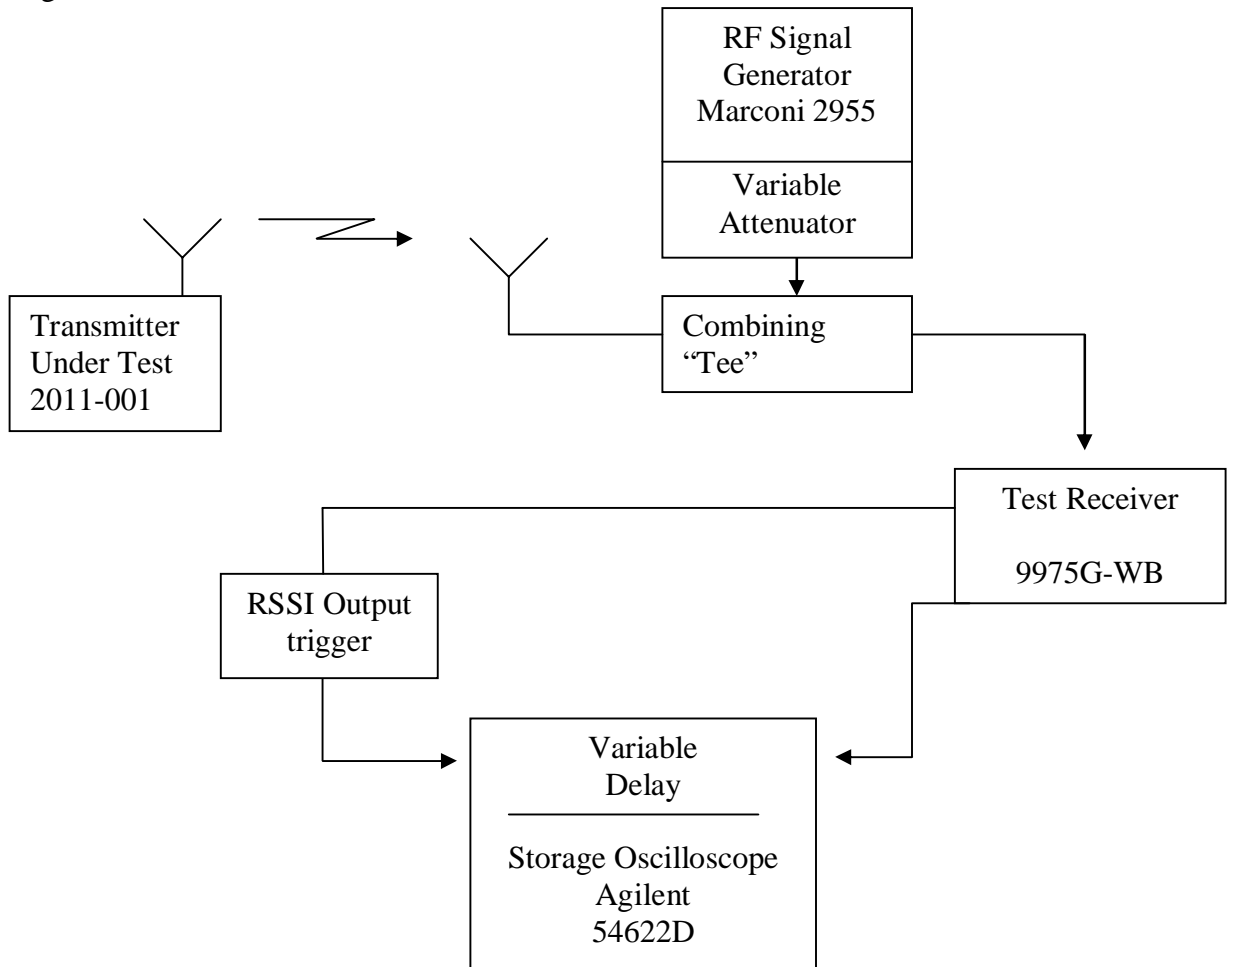 RF Signal
Generator
Marconi 2955
Variable
Attenuator
Transmitter
Under Test
2011-001
Combining
“Tee”
Test Receiver
9975G-WB
RSSI Output
trigger
Variable
Delay
Storage Oscilloscope
Agilent
54622D